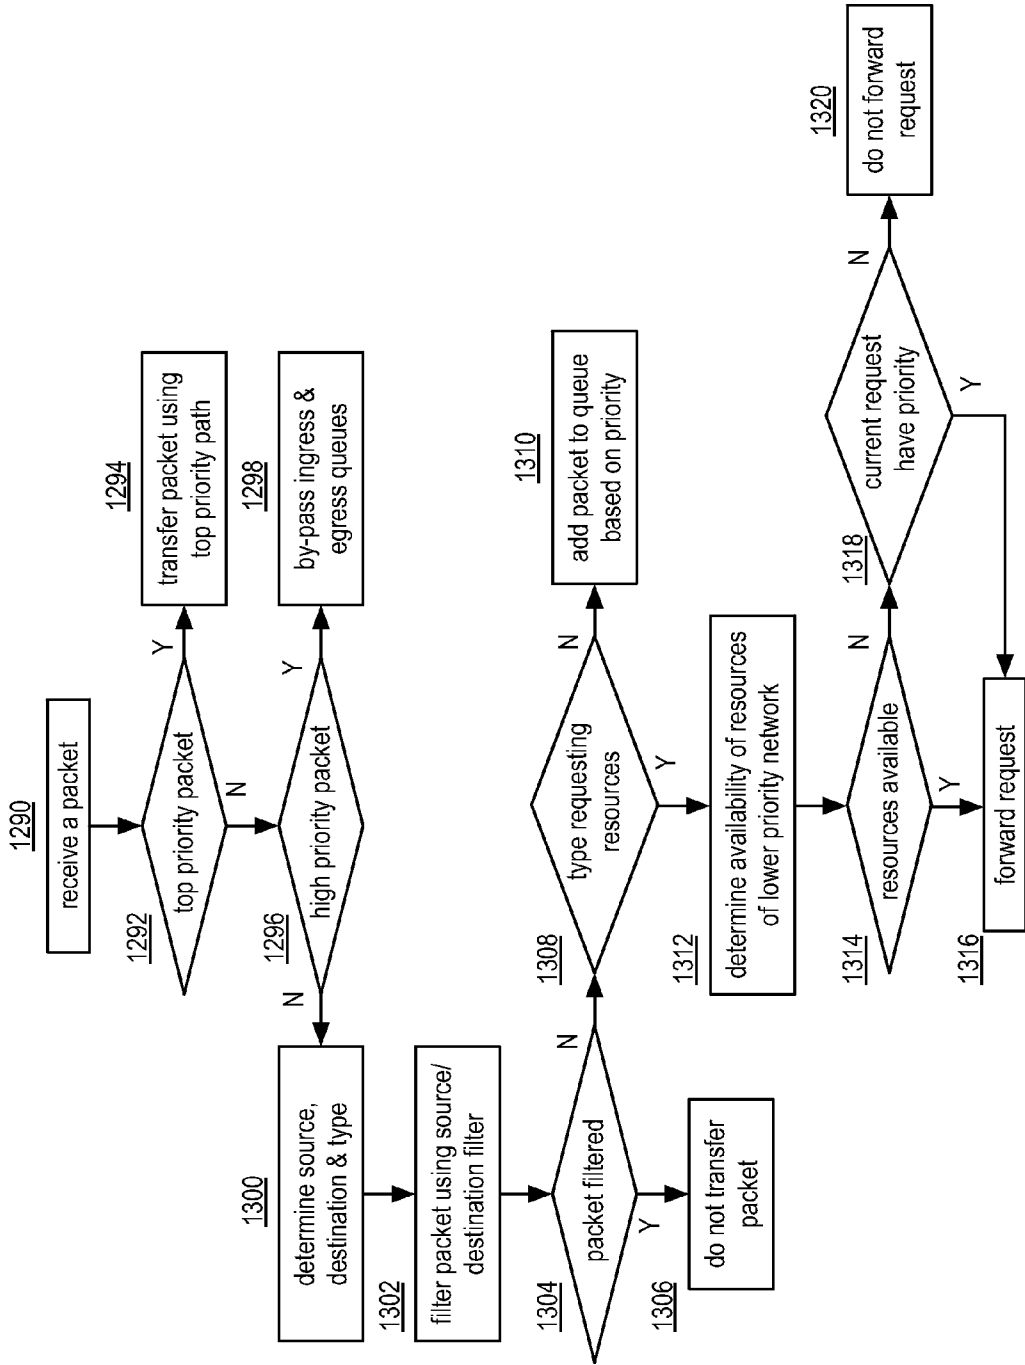 1290
receive a packet
1292
top priority packet
Y
N
1294
transfer packet using
top priority path
1296
high priority packet
Y
N
1298
by-pass ingress &
egress queues
1300
determine source,
destination & type
1302
filter packet using source/
destination filter
1304
packet filtered
N
Y
1306
do not transfer
packet
1308
type requesting
resources
N
Y
1310
add packet to queue
based on priority
1312
determine availability of resources
of lower priority network
1314
resources available
N
Y
1316
forward request
1318
current request
have priority
N
Y
1320
do not forward
request